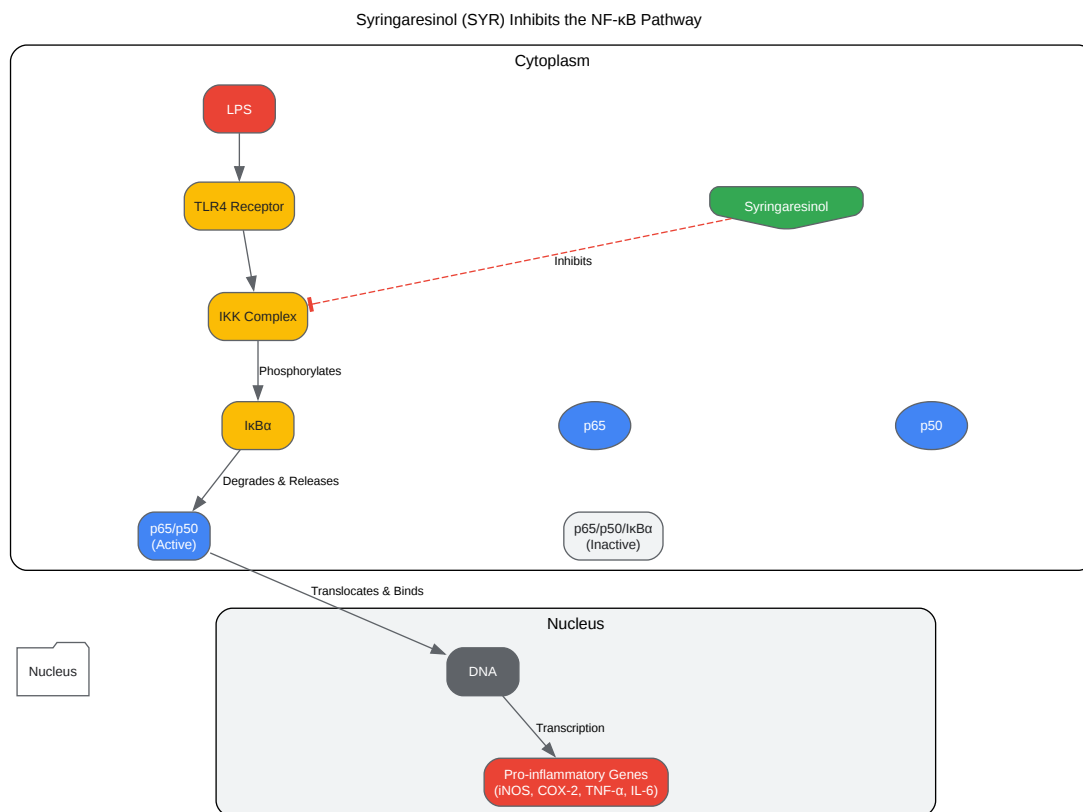 Syringaresinol (SYR) Inhibits the NF-κB Pathway
Cytoplasm
LPS
TLR4 Receptor
Syringaresinol
Inhibits
IKK Complex
Phosphorylates
IκBα
p65
p50
Degrades & Releases
p65/p50
(Active)
p65/p50/IκBα
(Inactive)
Translocates & Binds
Nucleus
Nucleus
DNA
Transcription
Pro-inflammatory Genes
(iNOS, COX-2, TNF-α, IL-6)